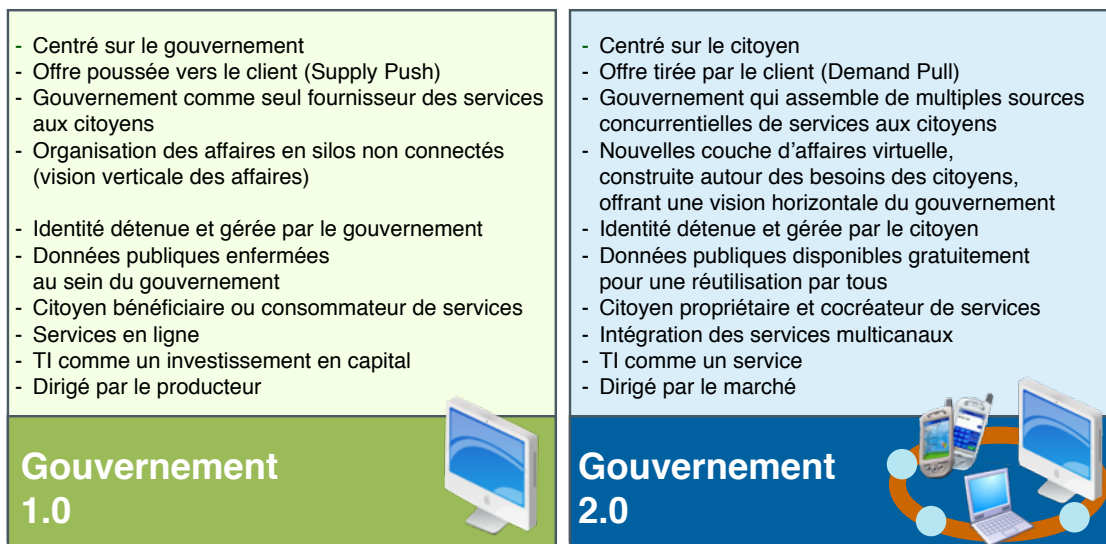 - Centré sur le gouvernement
- Offre poussée vers le client (Supply Push)
- Gouvernement comme seul fournisseur des services
aux citoyens
- Organisation des affaires en silos non connectés
(vision verticale des affaires)
- Identité détenue et gérée par le gouvernement
- Données publiques enfermées
au sein du gouvernement
- Citoyen bénéficiaire ou consommateur de services
- Services en ligne
- TI comme un investissement en capital
- Dirigé par le producteur
Gouvernement
1.0
- Centré sur le citoyen
- Offre tirée par le client (Demand Pull)
- Gouvernement qui assemble de multiples sources
concurrentielles de services aux citoyens
- Nouvelles couche d'affaires virtuelle,
construite autour des besoins des citoyens,
offrant une vision horizontale du gouvernement
- Identité détenue et gérée par le citoyen
- Données publiques disponibles gratuitement
pour une réutilisation par tous
- Citoyen propriétaire et cocréateur de services
- Intégration des services multicanaux
- TI comme un service
- Dirigé par le marché
Gouvernement
2.0